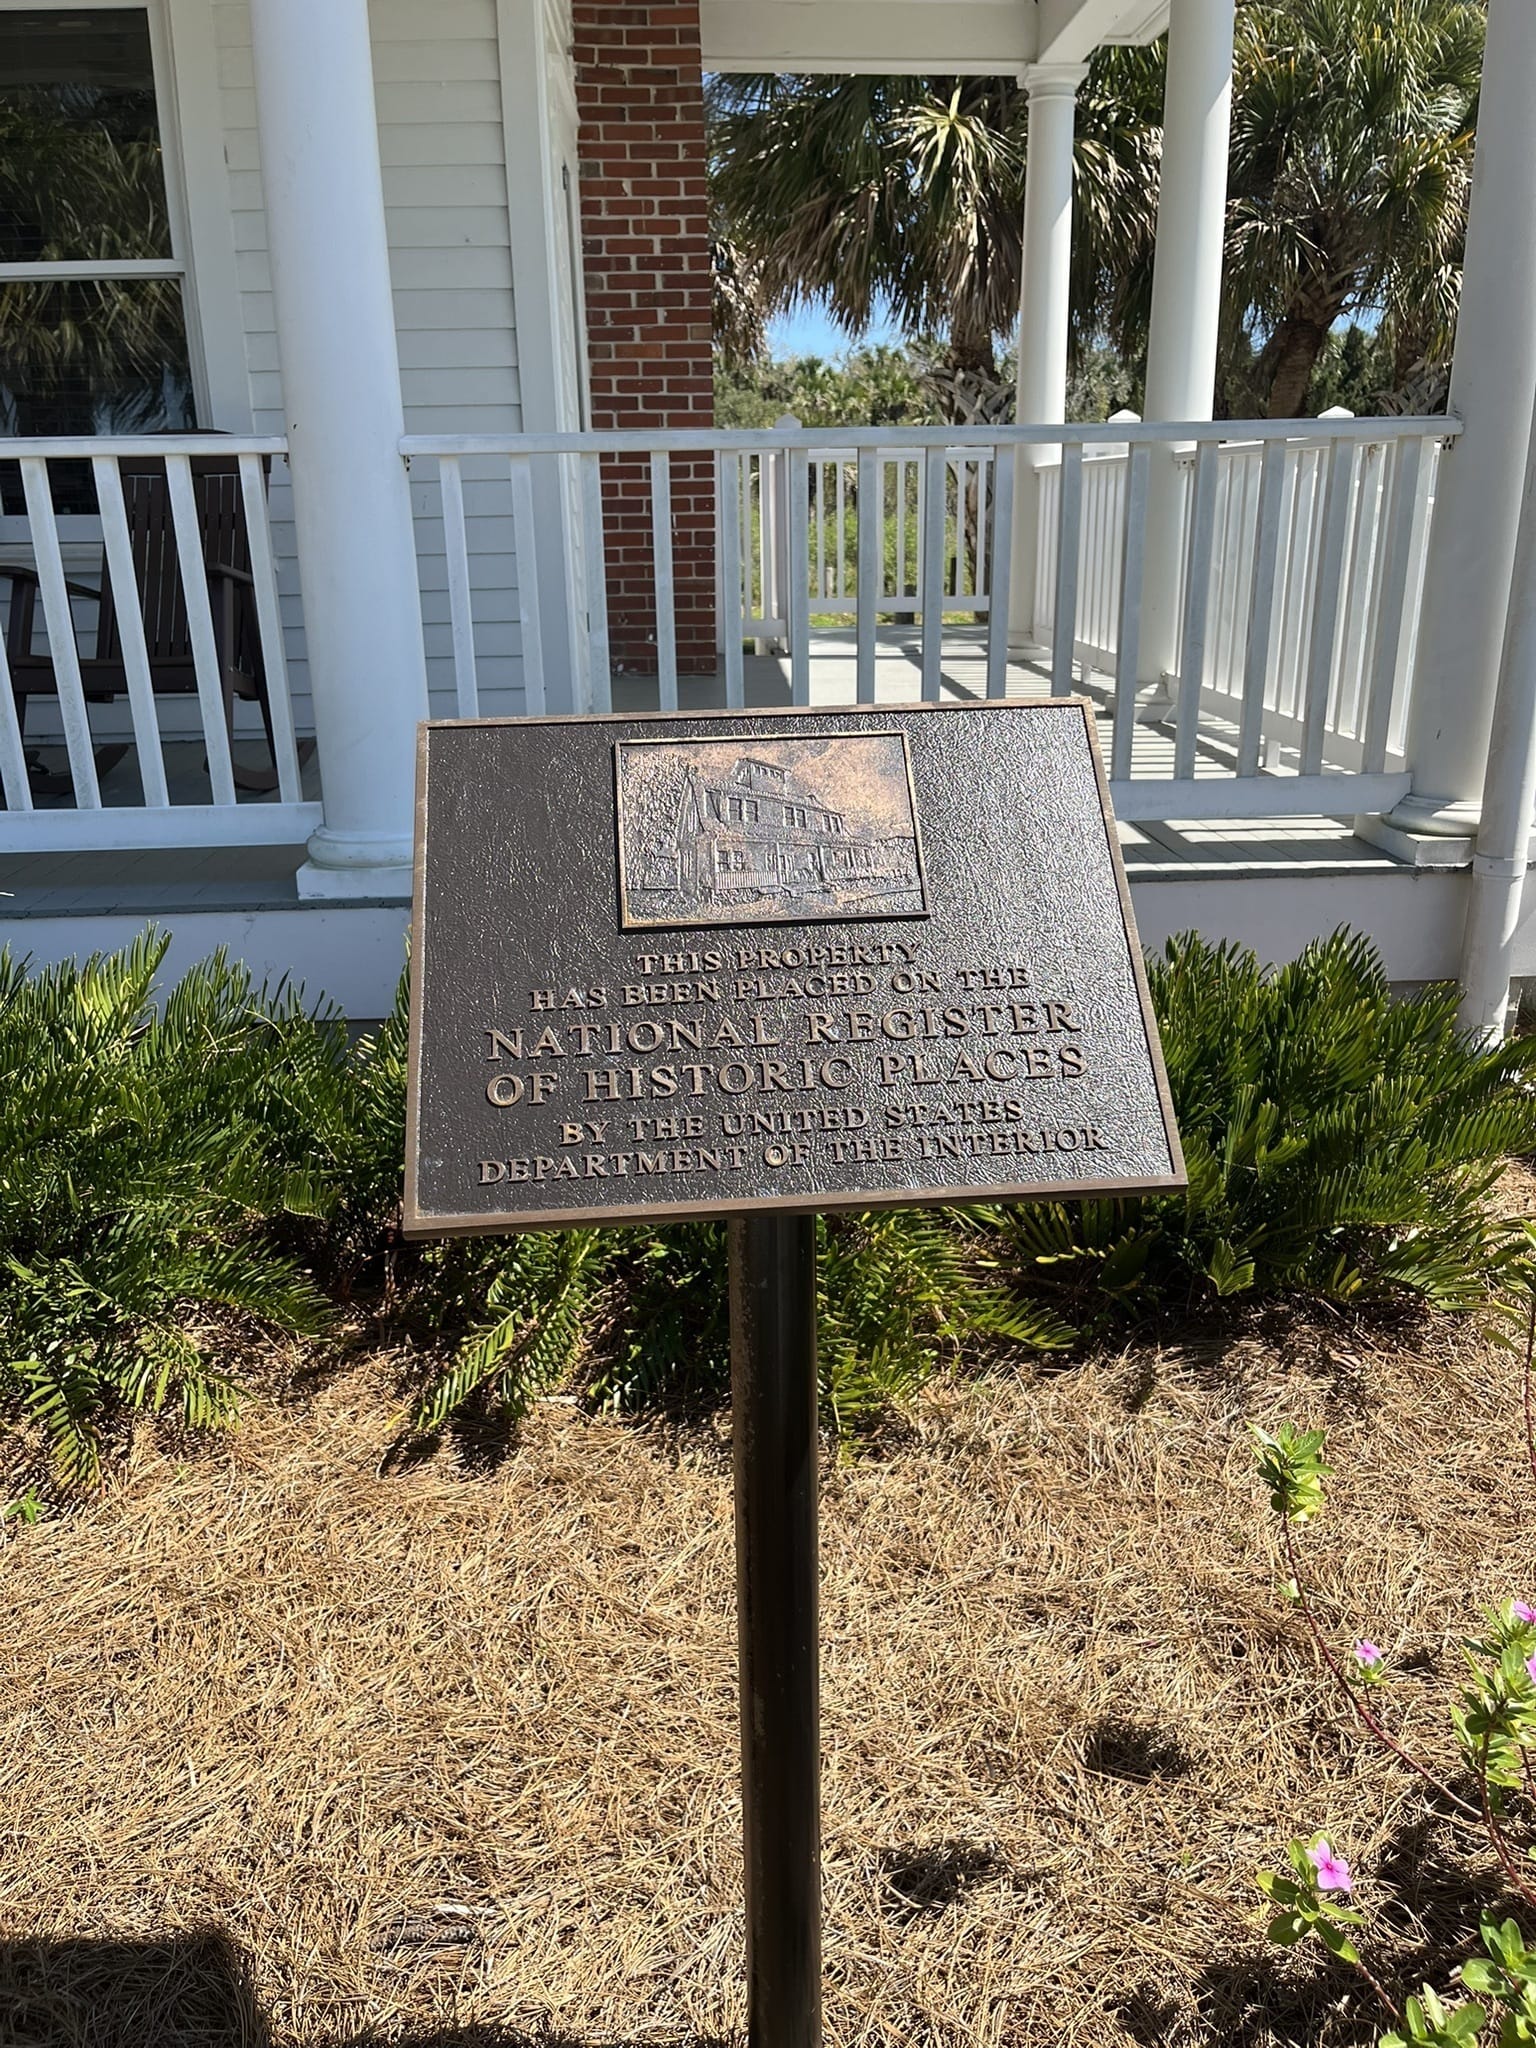 THIS PROPERTY
HAS BEEN PLACED ON THE
NATIONAL REGISTER
OF HISTORIC PLACES
BY THE UNITED STATES
DEPARTMENT OF THE INTERIOR